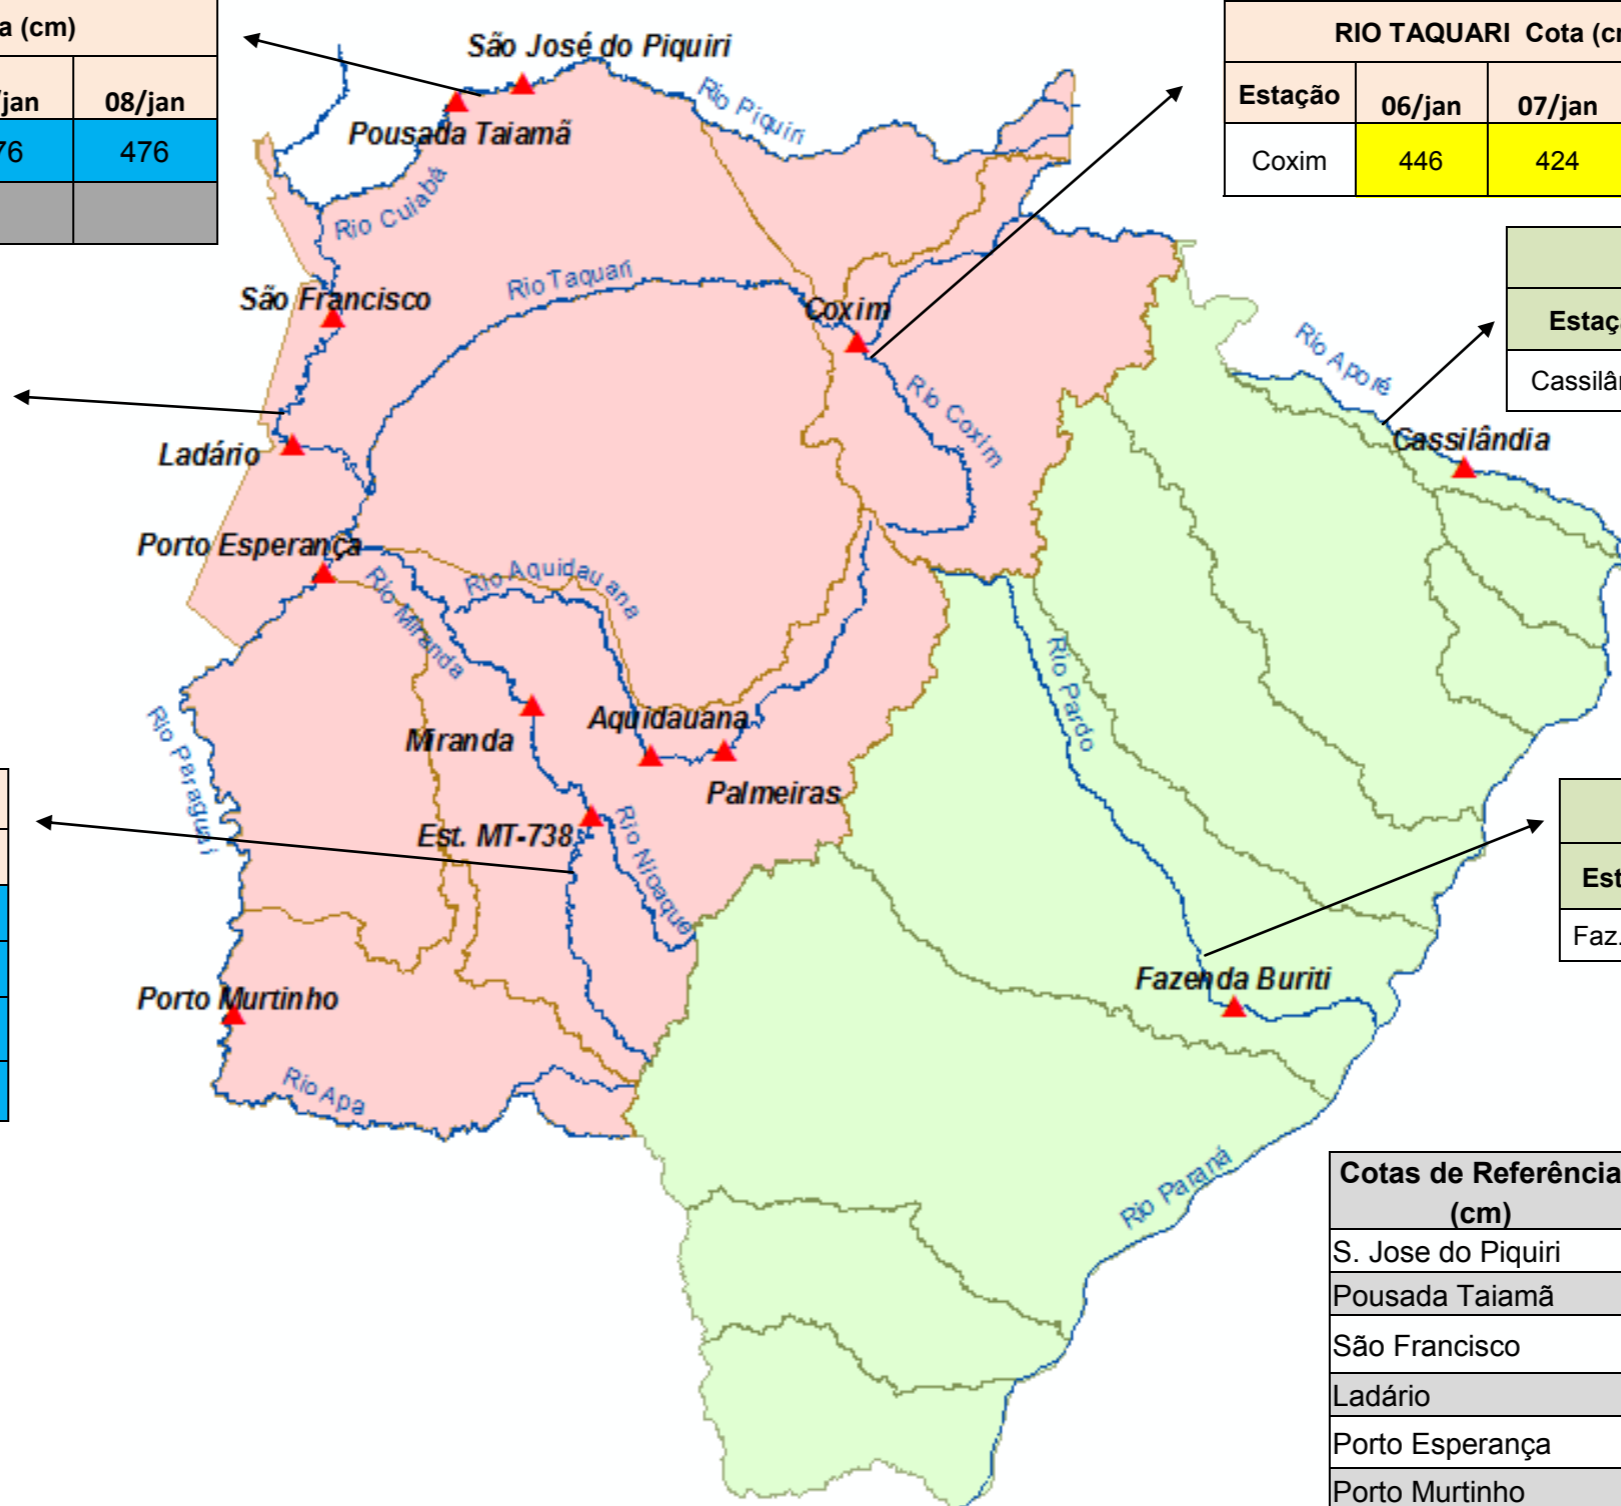 a (cm)
/jan 08/jan
76 476
RIO TAQUARI Cota (cm
Estação 06/jan 07/jan
Coxim 446 424
São José do Piquiri
Pousada Taiamã
Rio Piquiri
Rio Cuiabá
São Francisco
Rio Taquari
Coxim
Rio Coxim
Rio Aporé
Estaç
Cassilân
Cassilândia
Ladário
Porto Esperança
Rio Miranda
Rio Aquidauana
Rio Pardo
Rio Paraguai
Miranda
Aquidauana
Palmeiras
Est. MT-738
Rio Nioaque
Est
Faz.
Fazenda Buriti
Porto Murtinho
Rio Apa
Rio Paraná
Cotas de Referência
(cm)
S. Jose do Piquiri
Pousada Taiamã
São Francisco
Ladário
Porto Esperança
Porto Murtinho